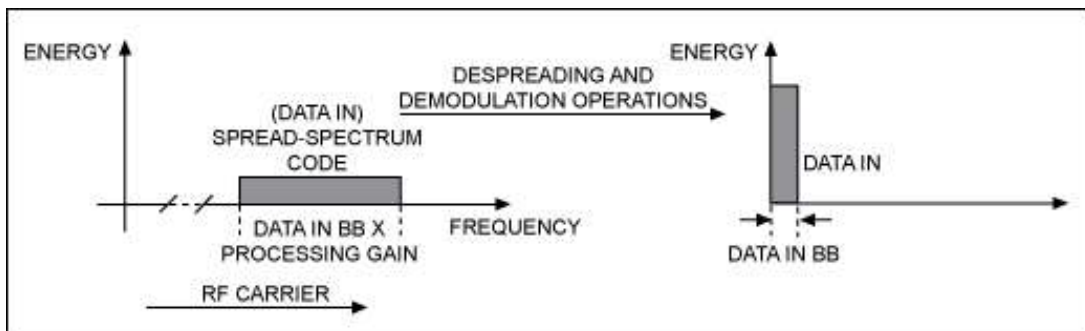 ENERGY
(DATA IN)
SPREAD-SPECTRUM
CODE
DATA IN BB X
PROCESSING GAIN
FREQUENCY
RF CARRIER
DESPREADING AND
DEMODULATION OPERATIONS
ENERGY
DATA IN
DATA IN BB